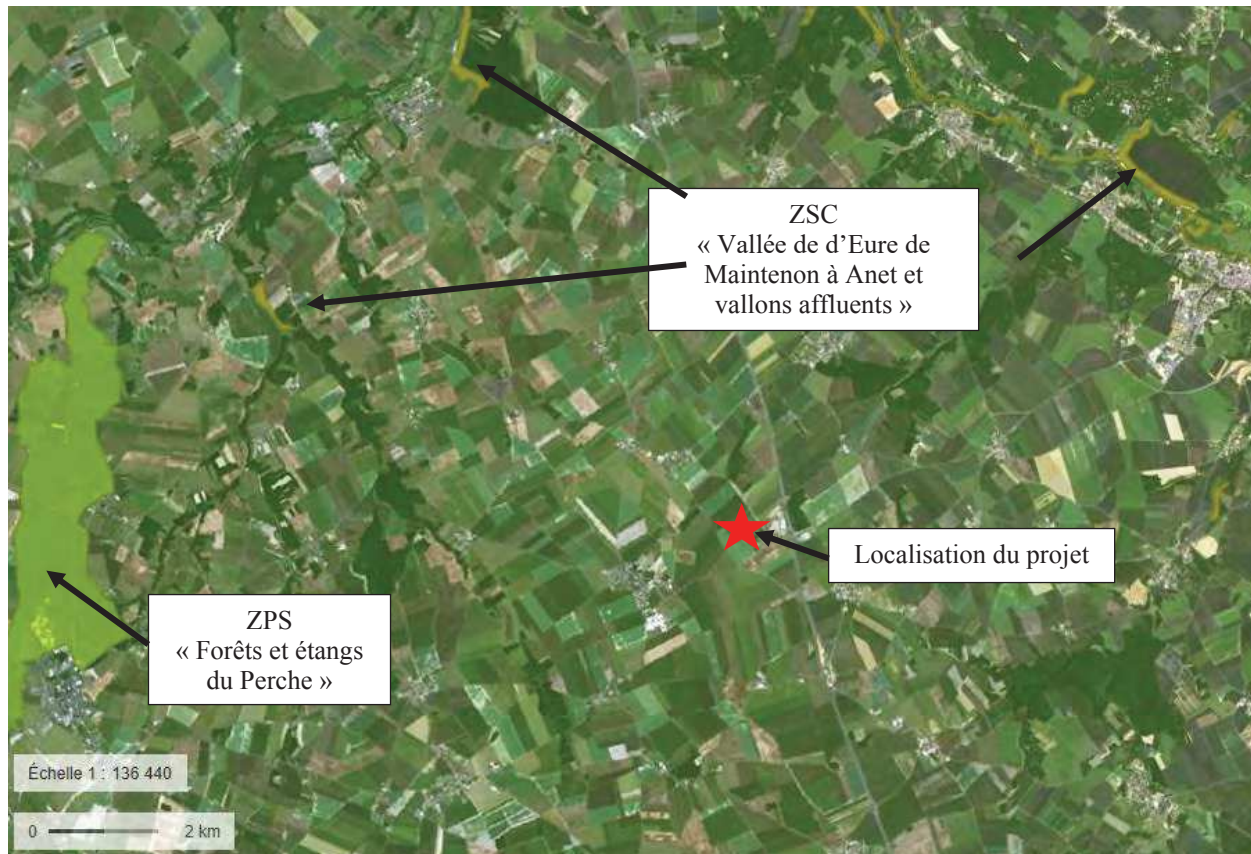 ZSC
« Vallée de d’Eure de
Maintenon à Anet et
vallons affluents »
Localisation du projet
ZPS
« Forêts et étangs
du Perche »
Échelle 1 : 136 440
0 2 km